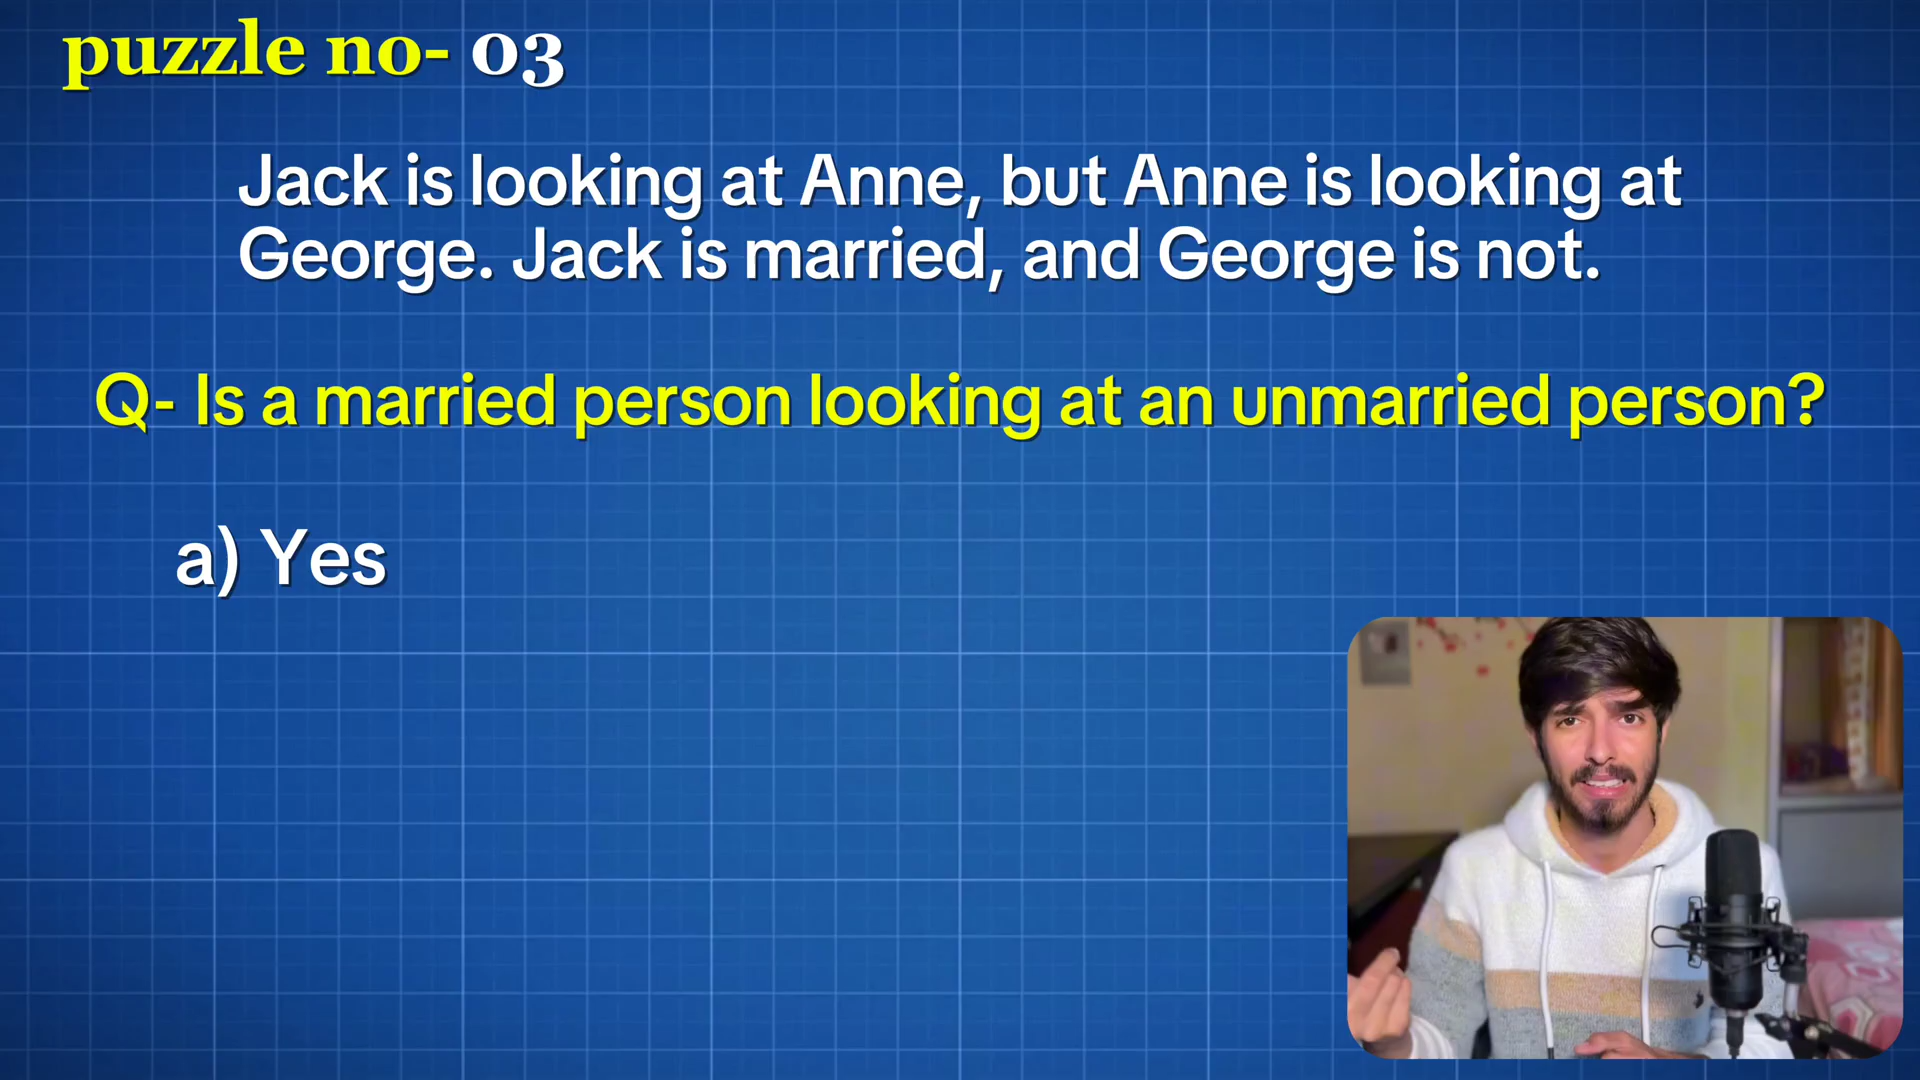 puzzle no- 03
Jack is looking at Anne, but Anne is looking at
George. Jack is married, and George is not.
Q- Is a married person looking at an unmarried person?
a) Yes